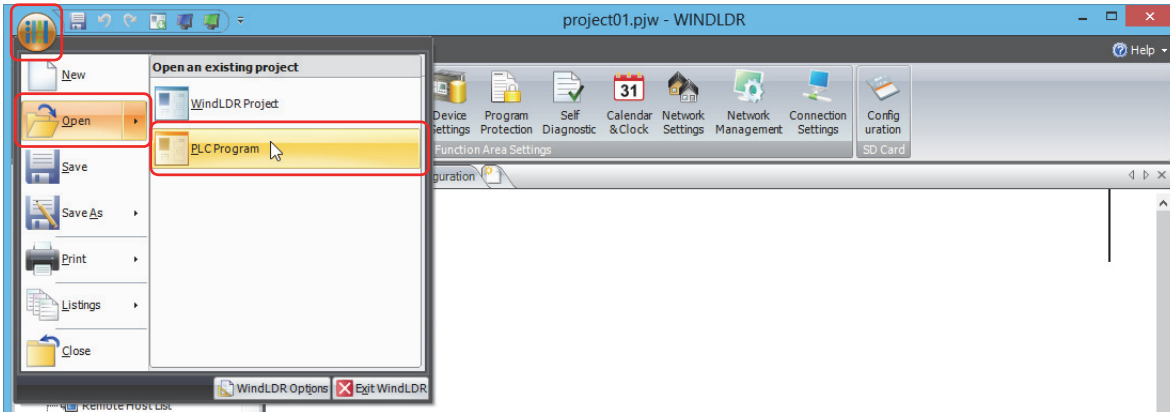 project01.pjw - WINDLDR
Help
New
Open
Save
Save As
Print
Listings
Close
Open an existing project
WindLDR Project
PLC Program
WindLDR Options
Exit WindLDR
Device Settings
Program Protection
Self Diagnostic
31
Calendar & Clock
Network Settings
Network Management
Connection Settings
Function Area Settings
Config uration
SD Card
guration
Remote Host List